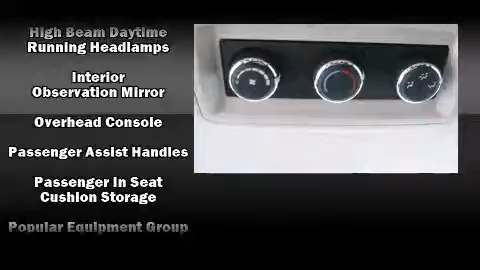 High Beam Daytime
Running Headlamps
Interior
Observation Mirror
Overhead Console
Passenger Assist Handles
Passenger In Seat
Cushion Storage
Popular Equipment Group